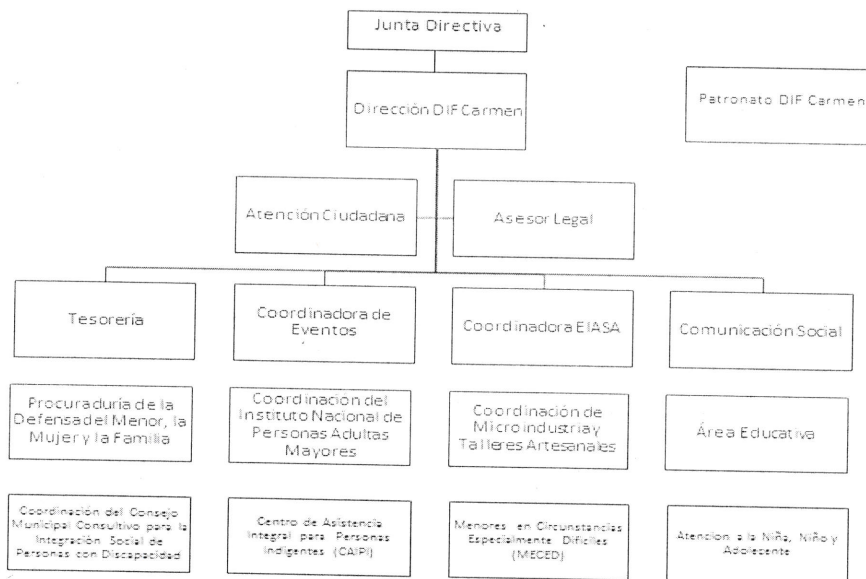 Junta Directiva
Dirección DIF Carmen
Patronato DIF Carmen
Atención Ciudadana
Asesor Legal
Tesorería
Coordinadora de
Eventos
Coordinadora EIASA
Comunicación Social
Procuraduría de la
Defensa del Menor, la
Mujer y la Familia
Coordinación del
Instituto Nacional de
Personas Adultas
Mayores
Coordinación de
Microindustria y
Talleres Artesanales
Área Educativa
Coordinación del Consejo
Municipal Consultivo para la
Integración Social de
Personas con Discapacidad
Centro de Asistencia
Integral para Personas
Indigentes (CAIPI)
Menores en Circunstancias
Especialmente Difíciles
(MECED)
Atencion a la Niña, Niño y
Adolecente